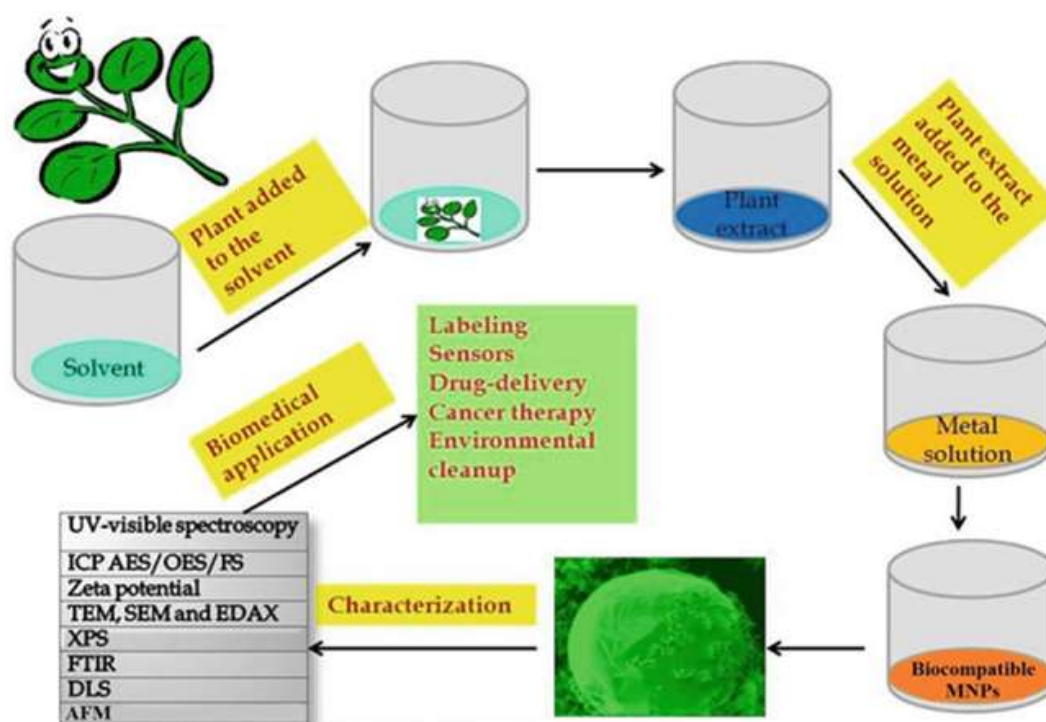 Plant added
to the
solvent
Solvent
Plant
extract
Plant extract
added to the
metal
solution
Metal
solution
Biocompatible
MNPs
Characterization
UV-visible spectroscopy
ICP AES/OES/FS
Zeta potential
TEM, SEM and EDAX
XPS
FTIR
DLS
AFM
Biomedical
application
Labeling
Sensors
Drug-delivery
Cancer therapy
Environmental
cleanup